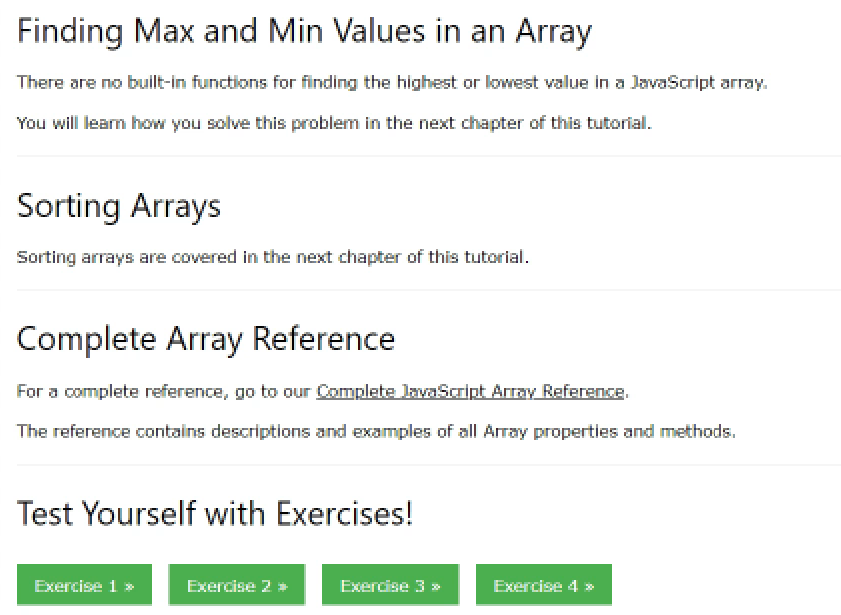 Finding Max and Min Values in an Array
There are no built-in functions for finding the highest or lowest value in a JavaScript array.
You will learn how you solve this problem in the next chapter of this tutorial.
Sorting Arrays
Sorting arrays are covered in the next chapter of this tutorial.
Complete Array Reference
For a complete reference, go to our Complete JavaScript Array Reference.
The reference contains descriptions and examples of all Array properties and methods.
Test Yourself with Exercises!
Exercise 1 » Exercise 2 » Exercise 3 » Exercise 4 »